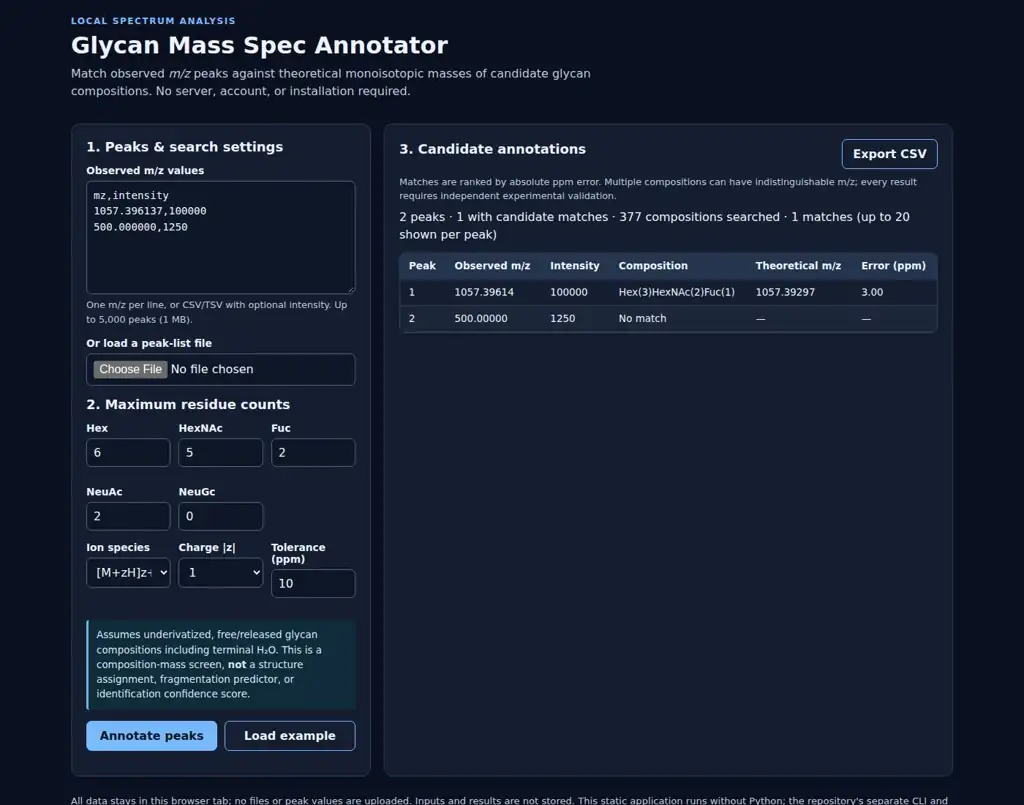 LOCAL SPECTRUM ANALYSIS
Glycan Mass Spec Annotator
Match observed m/z peaks against theoretical monoisotopic masses of candidate glycan
compositions. No server, account, or installation required.
1. Peaks & search settings
Observed m/z values
mz,intensity
1057.396137,100000
500.000000,1250
One m/z per line, or CSV/TSV with optional intensity. Up
to 5,000 peaks (1 MB).
Or load a peak-list file
Choose File No file chosen
2. Maximum residue counts
Hex HexNAc Fuc
6 5 2
NeuAc NeuGc
2 0
Ion species Charge |z| Tolerance
(ppm)
[M+zH]z+ 1 10
Assumes underivatized, free/released glycan
compositions including terminal H₂O. This is a
composition-mass screen, not a structure
assignment, fragmentation predictor, or
identification confidence score.
Annotate peaks Load example
3. Candidate annotations
Export CSV
Matches are ranked by absolute ppm error. Multiple compositions can have indistinguishable m/z; every result
requires independent experimental validation.
2 peaks · 1 with candidate matches · 377 compositions searched · 1 matches (up to 20
shown per peak)
Peak Observed m/z Intensity Composition Theoretical m/z Error (ppm)
1 1057.39614 100000 Hex(3)HexNAc(2)Fuc(1) 1057.39297 3.00
2 500.00000 1250 No match — —
All data stays in this browser tab; no files or peak values are uploaded. Inputs and results are not stored. This static application runs without Python; the repository's separate CLI and